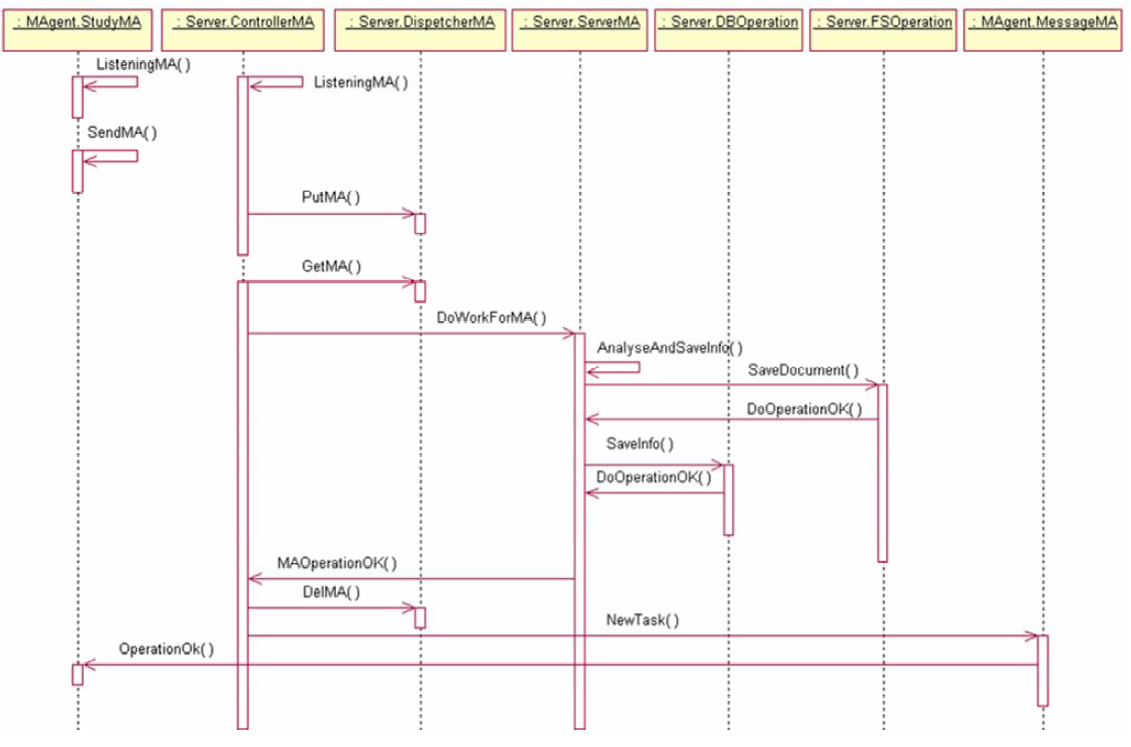 : MAgent.StudyMA
: Server.ControllerMA
: Server.DispetcherMA
: Server.ServerMA
: Server.DBOperation
: Server.FSOperation
: MAgent.MessageMA
ListeningMA( )
ListeningMA( )
SendMA( )
PutMA( )
GetMA( )
DoWorkForMA( )
AnalyseAndSaveInfo( )
SaveDocument( )
DoOperationOK( )
SaveInfo( )
DoOperationOK( )
MAOperationOK( )
DelMA( )
NewTask( )
OperationOk( )